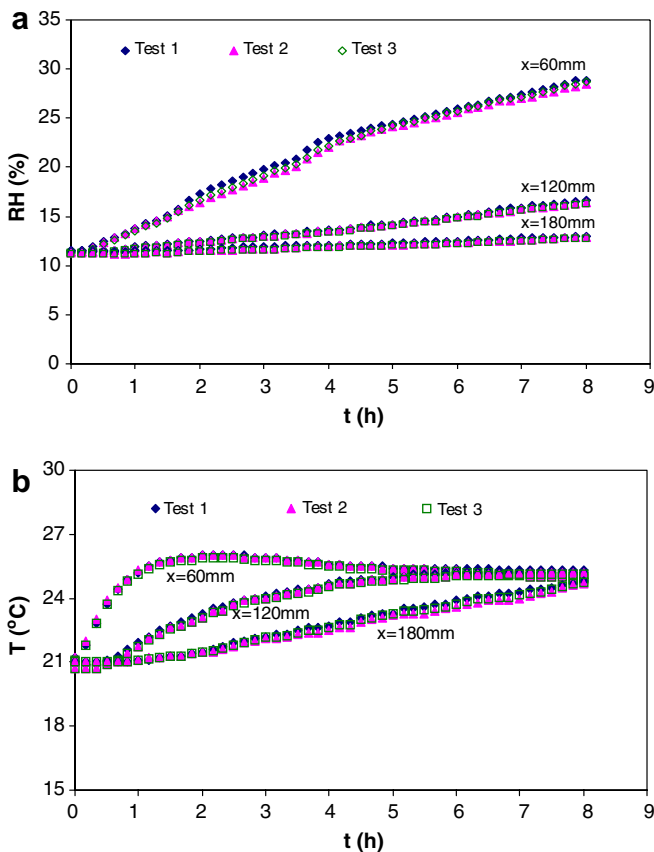 a
35
30
25
20
15
10
5
0
RH (%)
Test 1 Test 2 Test 3
x=60mm
x=120mm
x=180mm
0 1 2 3 4 5 6 7 8 9
t (h)
b
30
27
24
21
18
15
T (°C)
Test 1 Test 2 Test 3
x=60mm
x=120mm
x=180mm
0 1 2 3 4 5 6 7 8 9
t (h)